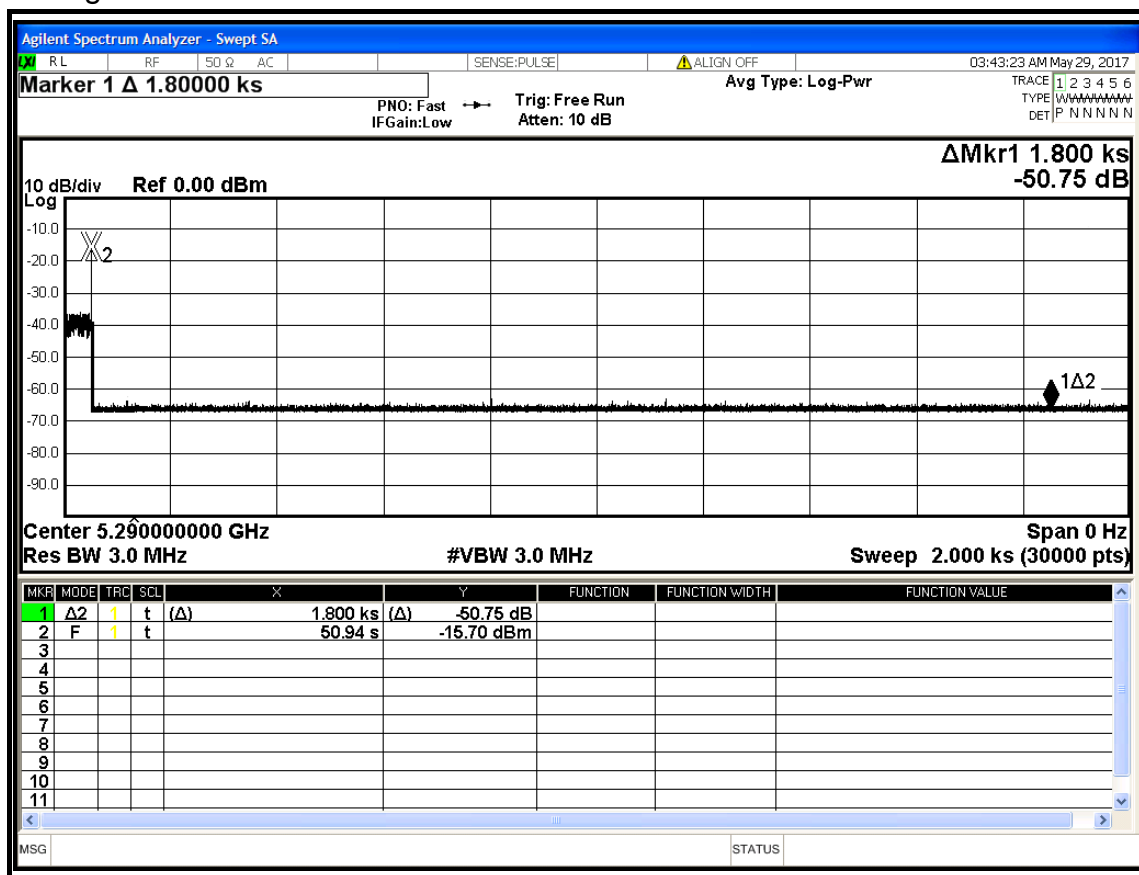 Agilent Spectrum Analyzer - Swept SA
LXI RL RF 50 Ω AC SENSE:PULSE ALIGN OFF 03:43:23 AM May 29, 2017
Marker 1 Δ 1.80000 ks
PNO: Fast Trig: Free Run
IFGain:Low Atten: 10 dB
Avg Type: Log-Pwr
TRACE 1 2 3 4 5 6
TYPE WWWWWW
DET P N N N N N
ΔMkr1 1.800 ks
-50.75 dB
10 dB/div Ref 0.00 dBm
Log
-10.0
2
-20.0
-30.0
-40.0
-50.0
-60.0
1Δ2
-70.0
-80.0
-90.0
Center 5.290000000 GHz Span 0 Hz
Res BW 3.0 MHz #VBW 3.0 MHz Sweep 2.000 ks (30000 pts)
MKR MODE TRC SCL X Y FUNCTION FUNCTION WIDTH FUNCTION VALUE
1 Δ2 1 t (Δ) 1.800 ks (Δ) -50.75 dB
2 F 1 t 50.94 s -15.70 dBm
3
4
5
6
7
8
9
10
11
MSG STATUS